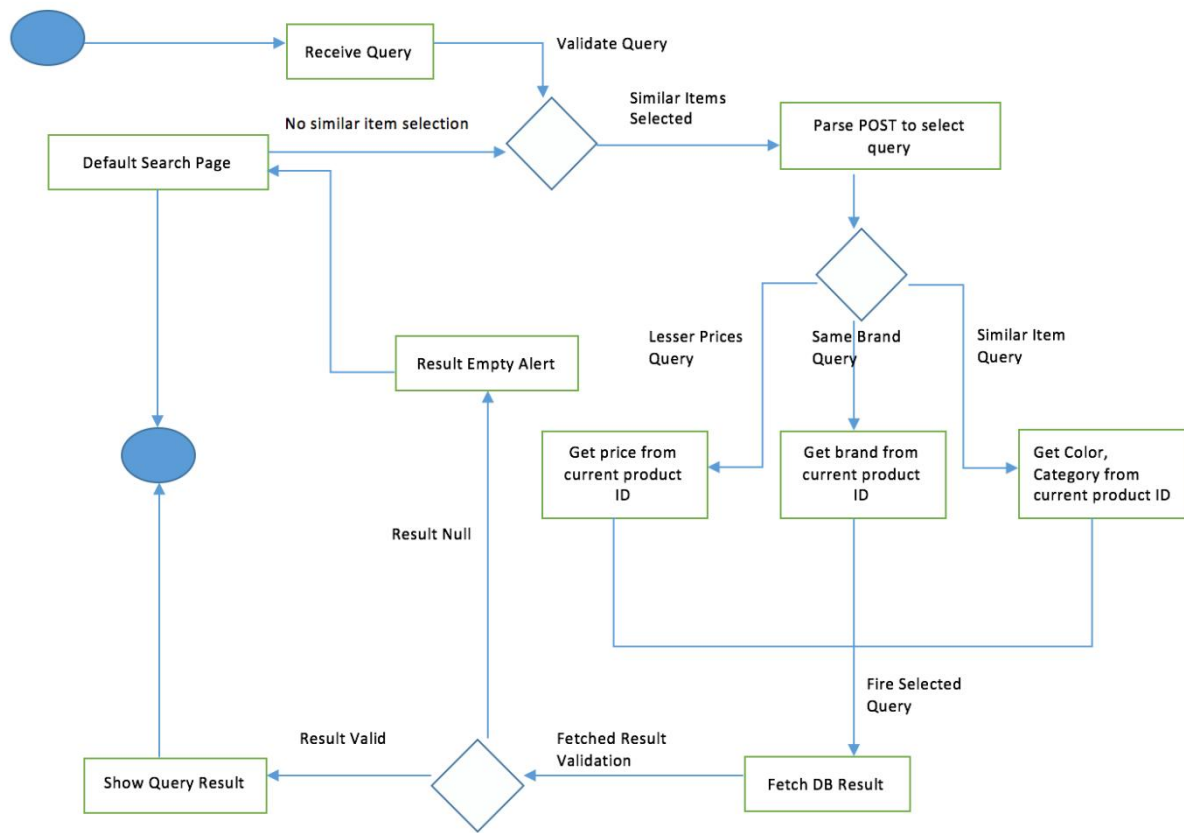 Receive Query
Validate Query
Similar Items
Selected
No similar item selection
Parse POST to select
query
Default Search Page
Lesser Prices
Query
Same Brand
Query
Similar Item
Query
Result Empty Alert
Get price from
current product
ID
Get brand from
current product
ID
Get Color,
Category from
current product ID
Result Null
Fire Selected
Query
Result Valid
Fetched Result
Validation
Show Query Result
Fetch DB Result